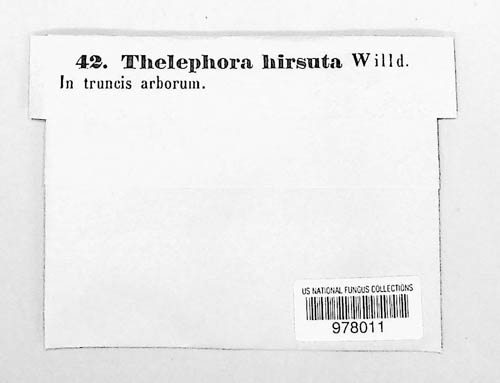 42. Thelephora hirsuta Willd.
In truncis arborum.
US NATIONAL FUNGUS COLLECTIONS
978011